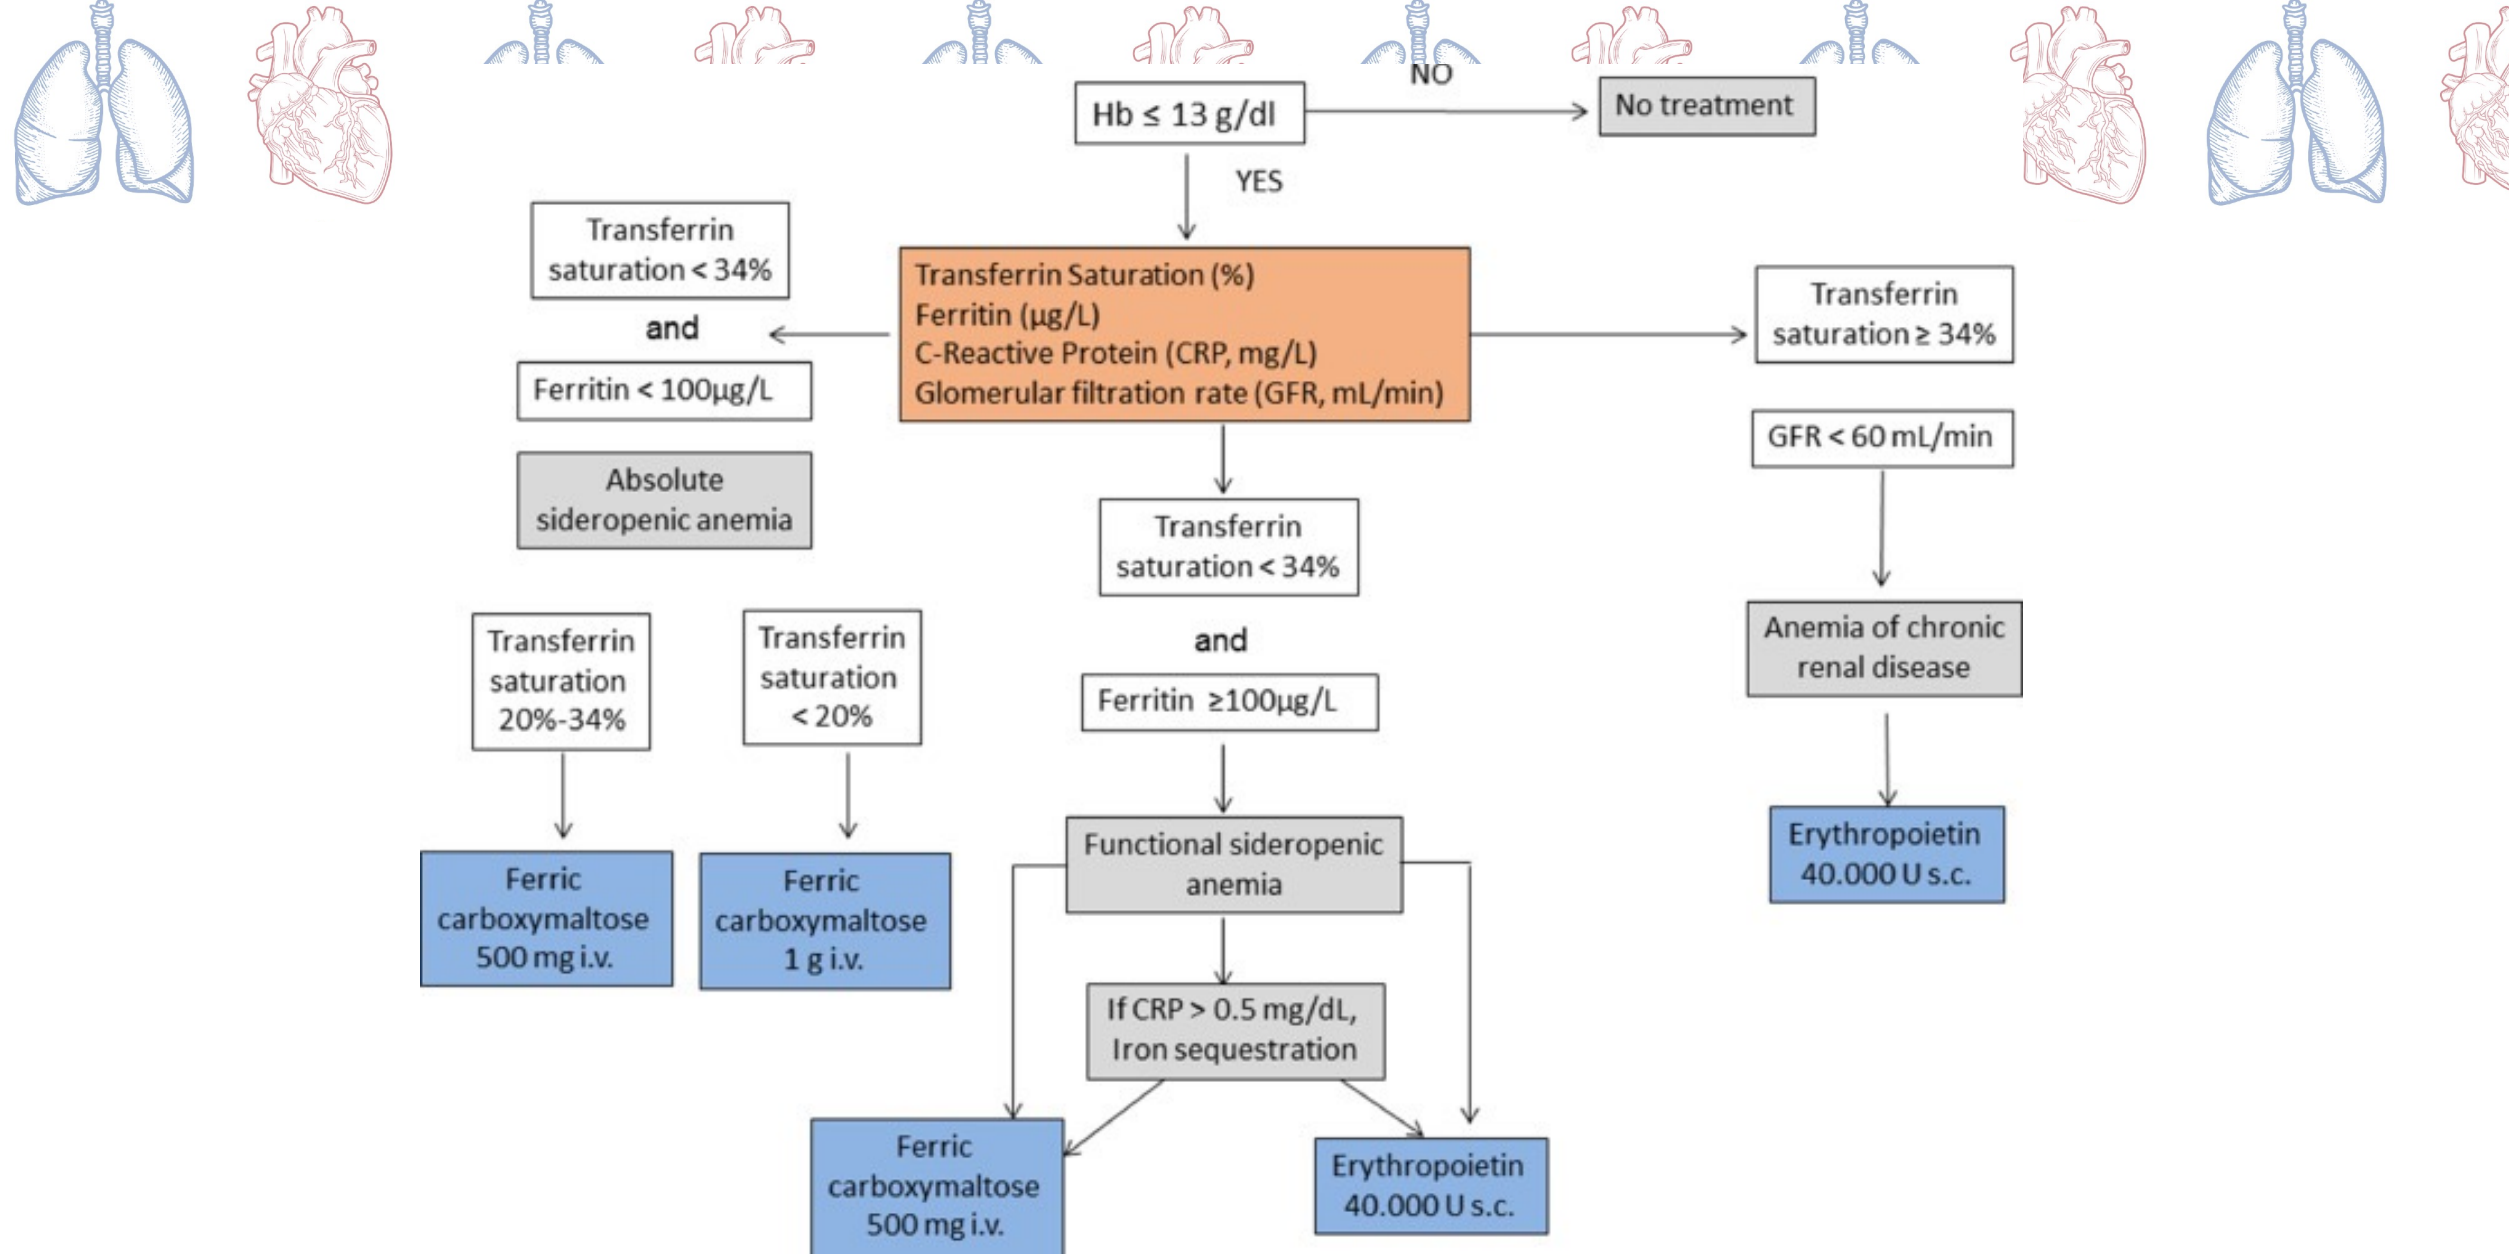 NO
Hb ≤ 13 g/dl
No treatment
YES
Transferrin
saturation < 34%
and
Ferritin < 100µg/L
Absolute
sideropenic anemia
Transferrin Saturation (%)
Ferritin (µg/L)
C-Reactive Protein (CRP, mg/L)
Glomerular filtration rate (GFR, mL/min)
Transferrin
saturation ≥ 34%
GFR < 60 mL/min
Anemia of chronic
renal disease
Erythropoietin
40.000 U s.c.
Transferrin
saturation
20%-34%
Ferric
carboxymaltose
500 mg i.v.
Transferrin
saturation
< 20%
Ferric
carboxymaltose
1 g i.v.
Transferrin
saturation < 34%
and
Ferritin ≥100µg/L
Functional sideropenic
anemia
If CRP > 0.5 mg/dL,
Iron sequestration
Ferric
carboxymaltose
500 mg i.v.
Erythropoietin
40.000 U s.c.